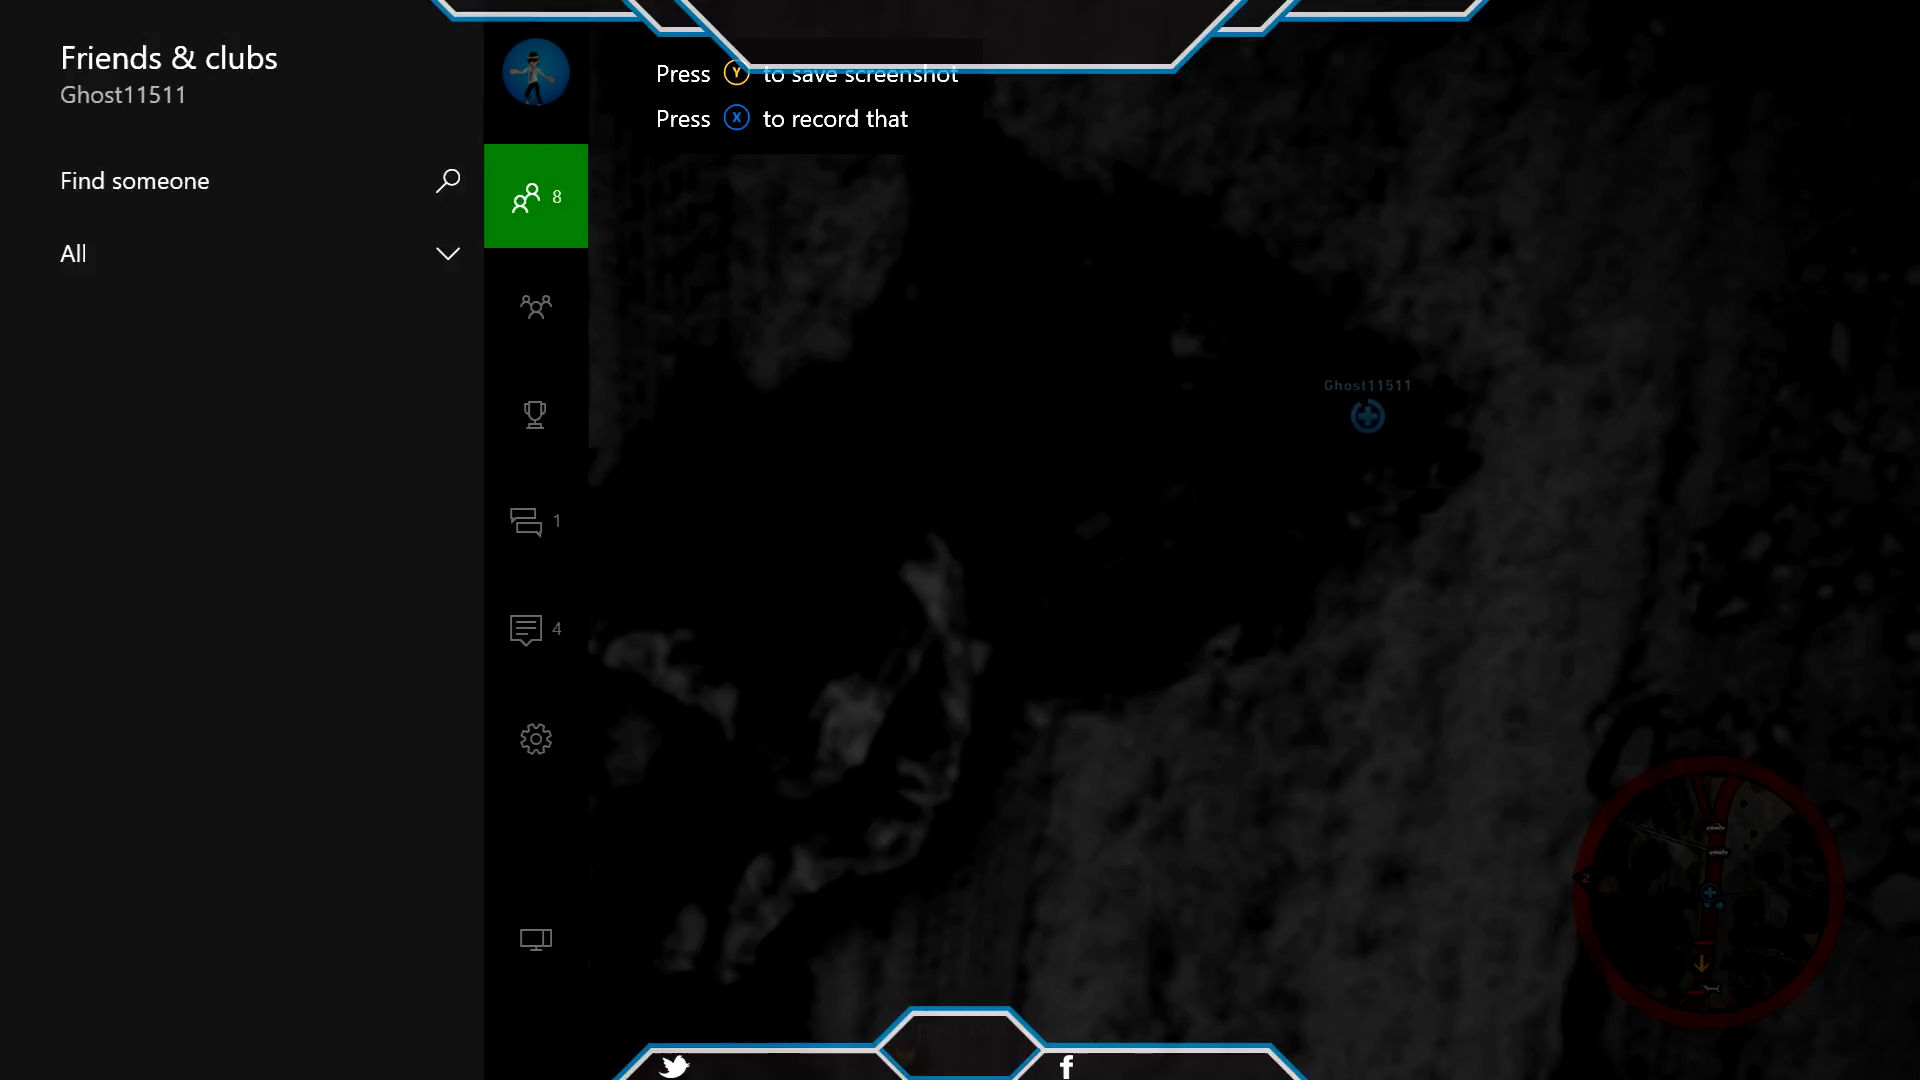 Friends & clubs
Ghost11511
Find someone
All
8
1
4
Press Y to save screenshot
Press X to record that
Ghost11511
Z
f